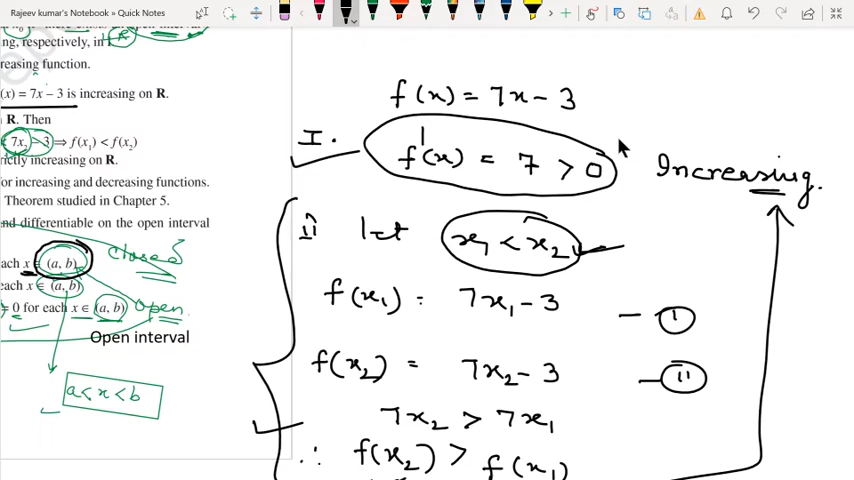 Rajeev kumar's Notebook » Quick Notes
ng, respectively, in
reasing function.
(x) = 7x – 3 is increasing on R.
R. Then
7x₂ – 3 ⇒ f(x₁) < f(x₂)
rictly increasing on R.
or increasing and decreasing functions.
Theorem studied in Chapter 5.
nd differentiable on the open interval
each x ∈ (a, b) closed
each x ∈ (a, b)
= 0 for each x ∈ (a, b) Open
Open interval
a < x < b
f(x) = 7x – 3
I. f'(x) = 7 > 0 Increasing.
II let x₁ < x₂
f(x₁) = 7x₁ – 3 — I
f(x₂) = 7x₂ – 3 — II
7x₂ > 7x₁
∴ f(x₂) > f(x₁)